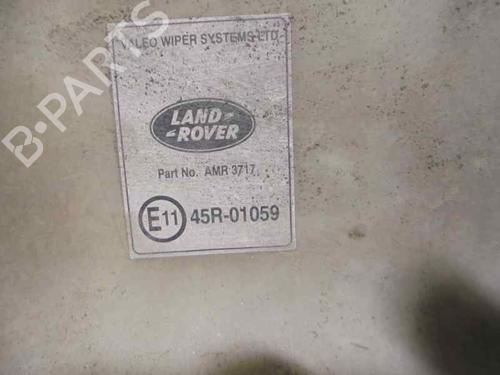 VALEO WIPER SYSTEMS LTD
LAND-
-ROVER
Part No. AMR 3717
E11 45R-01059
B-PARTS